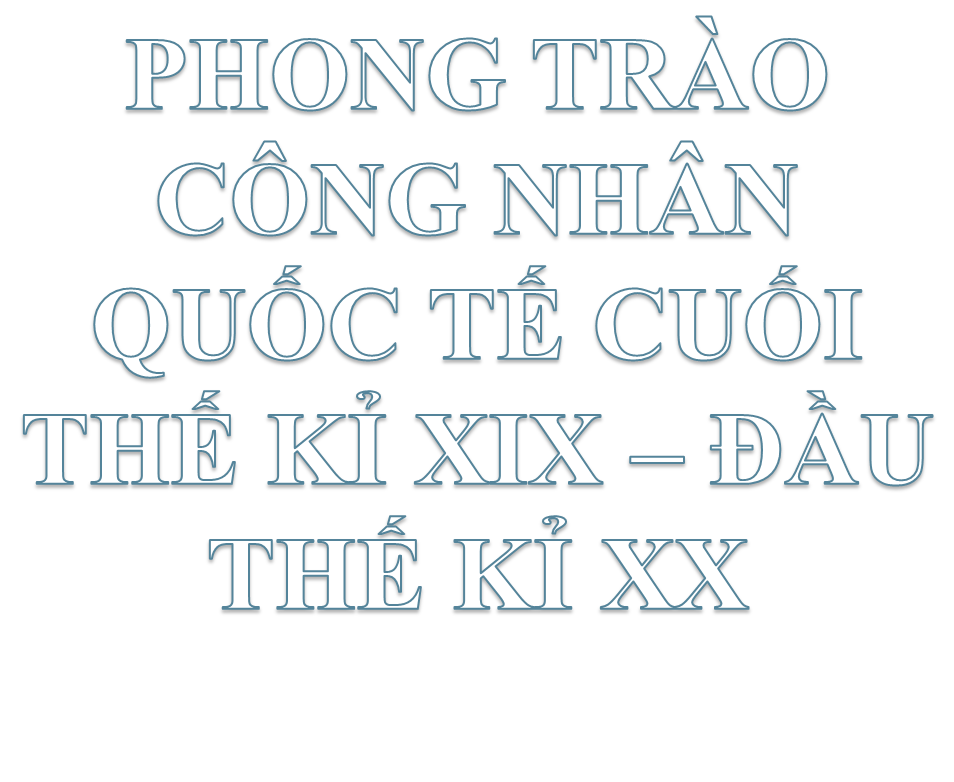 PHONG TRÀO
CÔNG NHÂN
QUỐC TẾ CUỐI
THẾ KỈ XIX – ĐẦU
THẾ KỈ XX